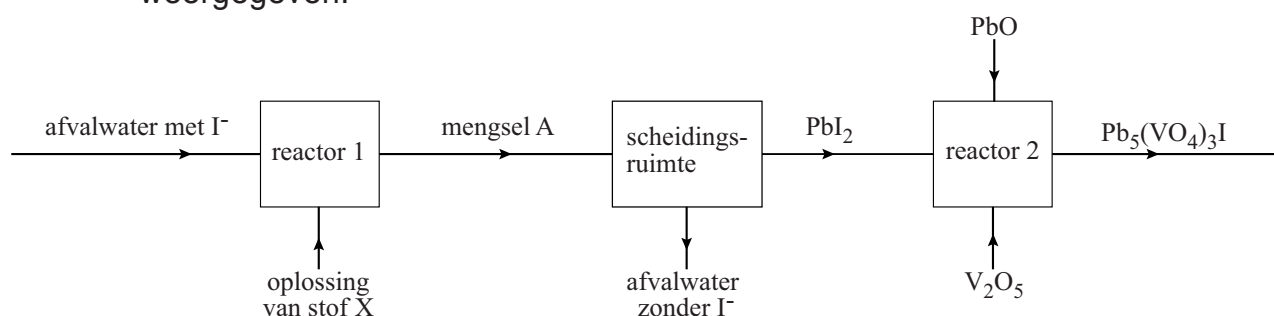 weergegeven.
PbO
afvalwater met I⁻
reactor 1
mengsel A
scheidings-
ruimte
PbI₂
reactor 2
Pb₅(VO₄)₃I
oplossing
van stof X
afvalwater
zonder I⁻
V₂O₅